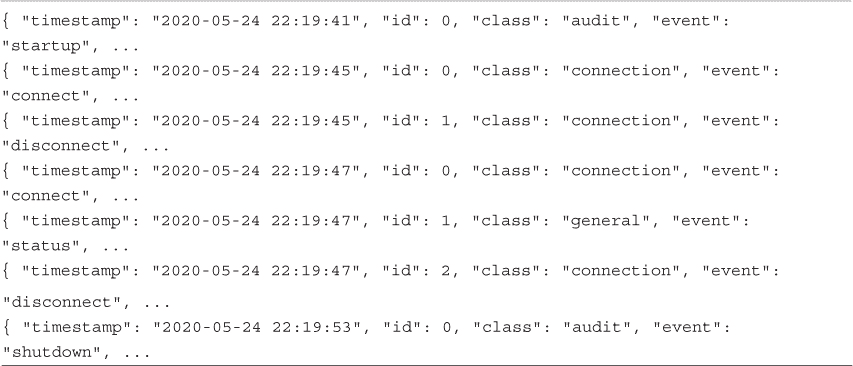 { "timestamp": "2020-05-24 22:19:41", "id": 0, "class": "audit", "event":
"startup", ...
{ "timestamp": "2020-05-24 22:19:45", "id": 0, "class": "connection", "event":
"connect", ...
{ "timestamp": "2020-05-24 22:19:45", "id": 1, "class": "connection", "event":
"disconnect", ...
{ "timestamp": "2020-05-24 22:19:47", "id": 0, "class": "connection", "event":
"connect", ...
{ "timestamp": "2020-05-24 22:19:47", "id": 1, "class": "general", "event":
"status", ...
{ "timestamp": "2020-05-24 22:19:47", "id": 2, "class": "connection", "event":
"disconnect", ...
{ "timestamp": "2020-05-24 22:19:53", "id": 0, "class": "audit", "event":
"shutdown", ...